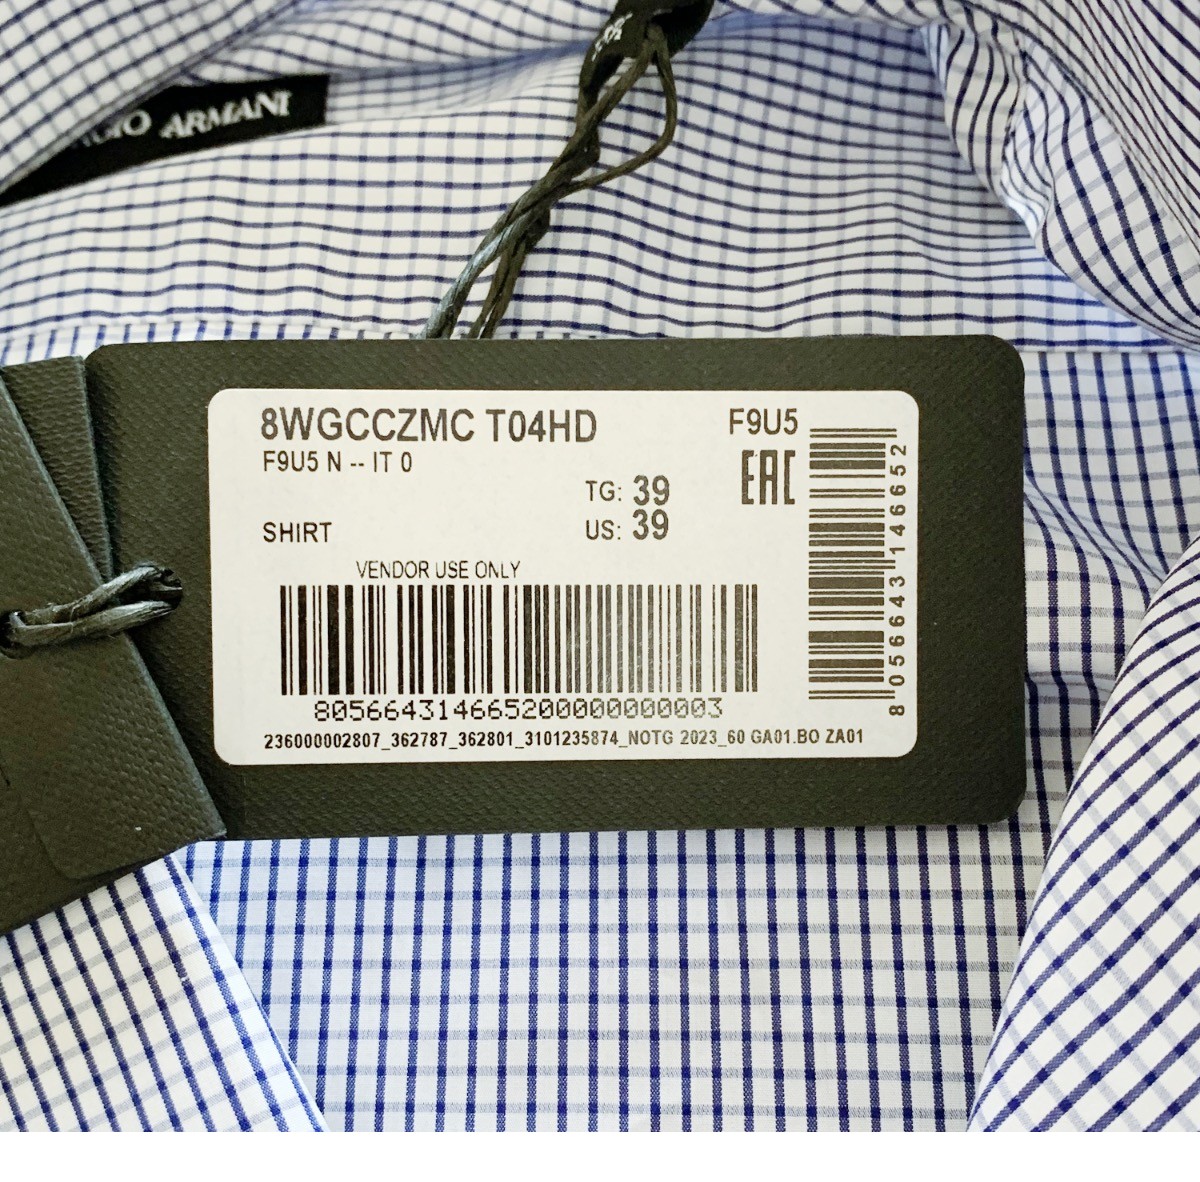 ARMANI
8WGCCZMC T04HD F9U5
F9U5 N -- IT 0
EAC
TG: 39
US: 39
SHIRT
VENDOR USE ONLY
8056643146652
80566431466520000000000003
236000002807_362787_362801_3101235874_NOTG 2023_60 GA01.BO ZA01